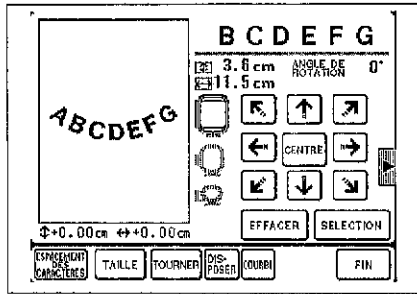 BCDEFG
3.6cm ANGLE DE ROTATION 0°
11.5cm
ABCDEFG
CENTRE
EFFACER SELECTION
+0.00cm +0.00cm
ESPACEMENT DES CARACTERES TAILLE TOURNER DIS-POSER COURBI FIN